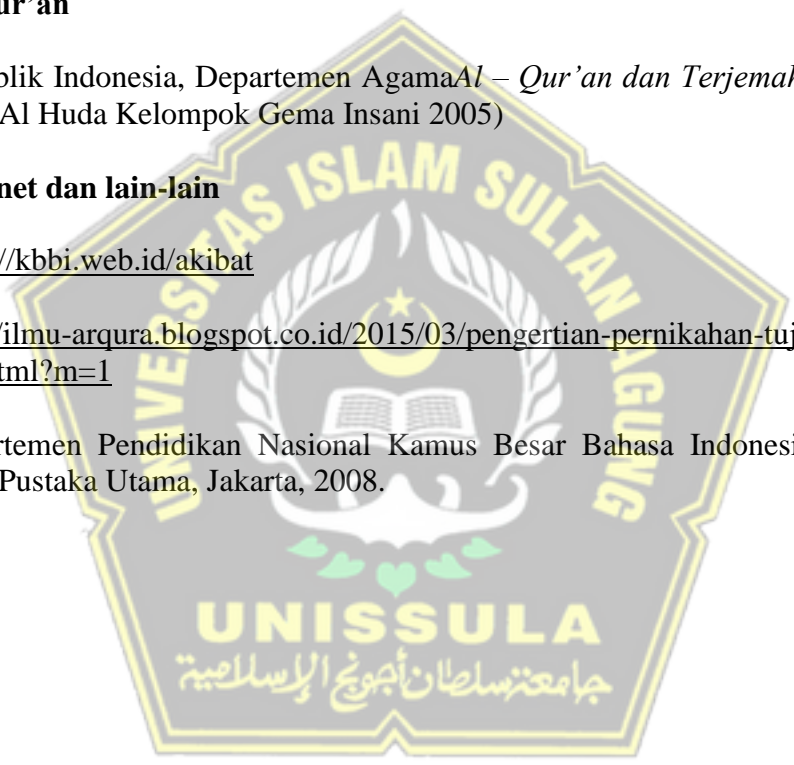 ur'an
blik Indonesia, Departemen AgamaAl – Qur'an dan Terjemah
Al Huda Kelompok Gema Insani 2005)
net dan lain-lain
//kbbi.web.id/akibat
/ilmu-arqura.blogspot.co.id/2015/03/pengertian-pernikahan-tuj
tml?m=1
rtemen Pendidikan Nasional Kamus Besar Bahasa Indonesi
Pustaka Utama, Jakarta, 2008.
UNIVERSITAS ISLAM SULTAN AGUNG
UNISSULA
جامعة سلطان أجونج الإسلامية